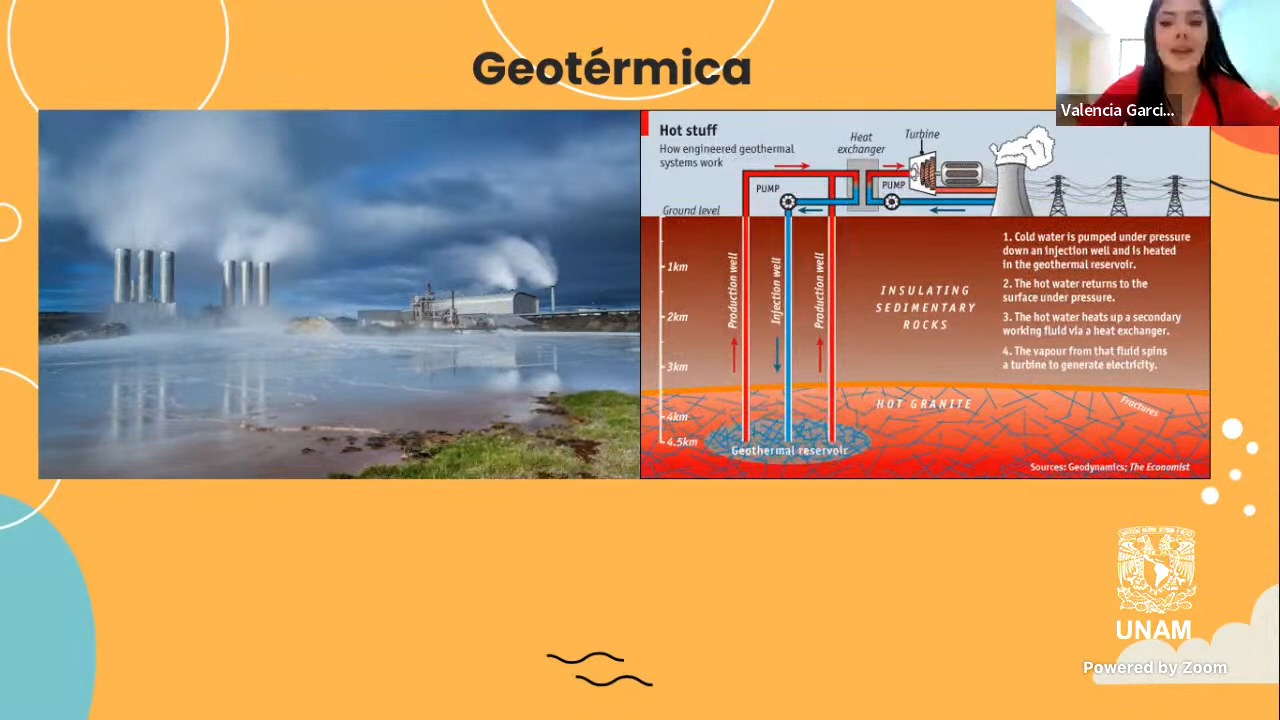 Geotérmica
Valencia Garci...
Hot stuff
How engineered geothermal
systems work
Heat
exchanger
Turbine
PUMP
PUMP
Ground level
1km
2km
3km
4km
4.5km
Production well
Injection well
Production well
INSULATING
SEDIMENTARY
ROCKS
1. Cold water is pumped under pressure
down an injection well and is heated
in the geothermal reservoir.
2. The hot water returns to the
surface under pressure.
3. The hot water heats up a secondary
working fluid via a heat exchanger.
4. The vapour from that fluid spins
a turbine to generate electricity.
HOT GRANITE
Fractures
Geothermal reservoir
Sources: Geodynamics; The Economist
UNAM
Powered by Zoom